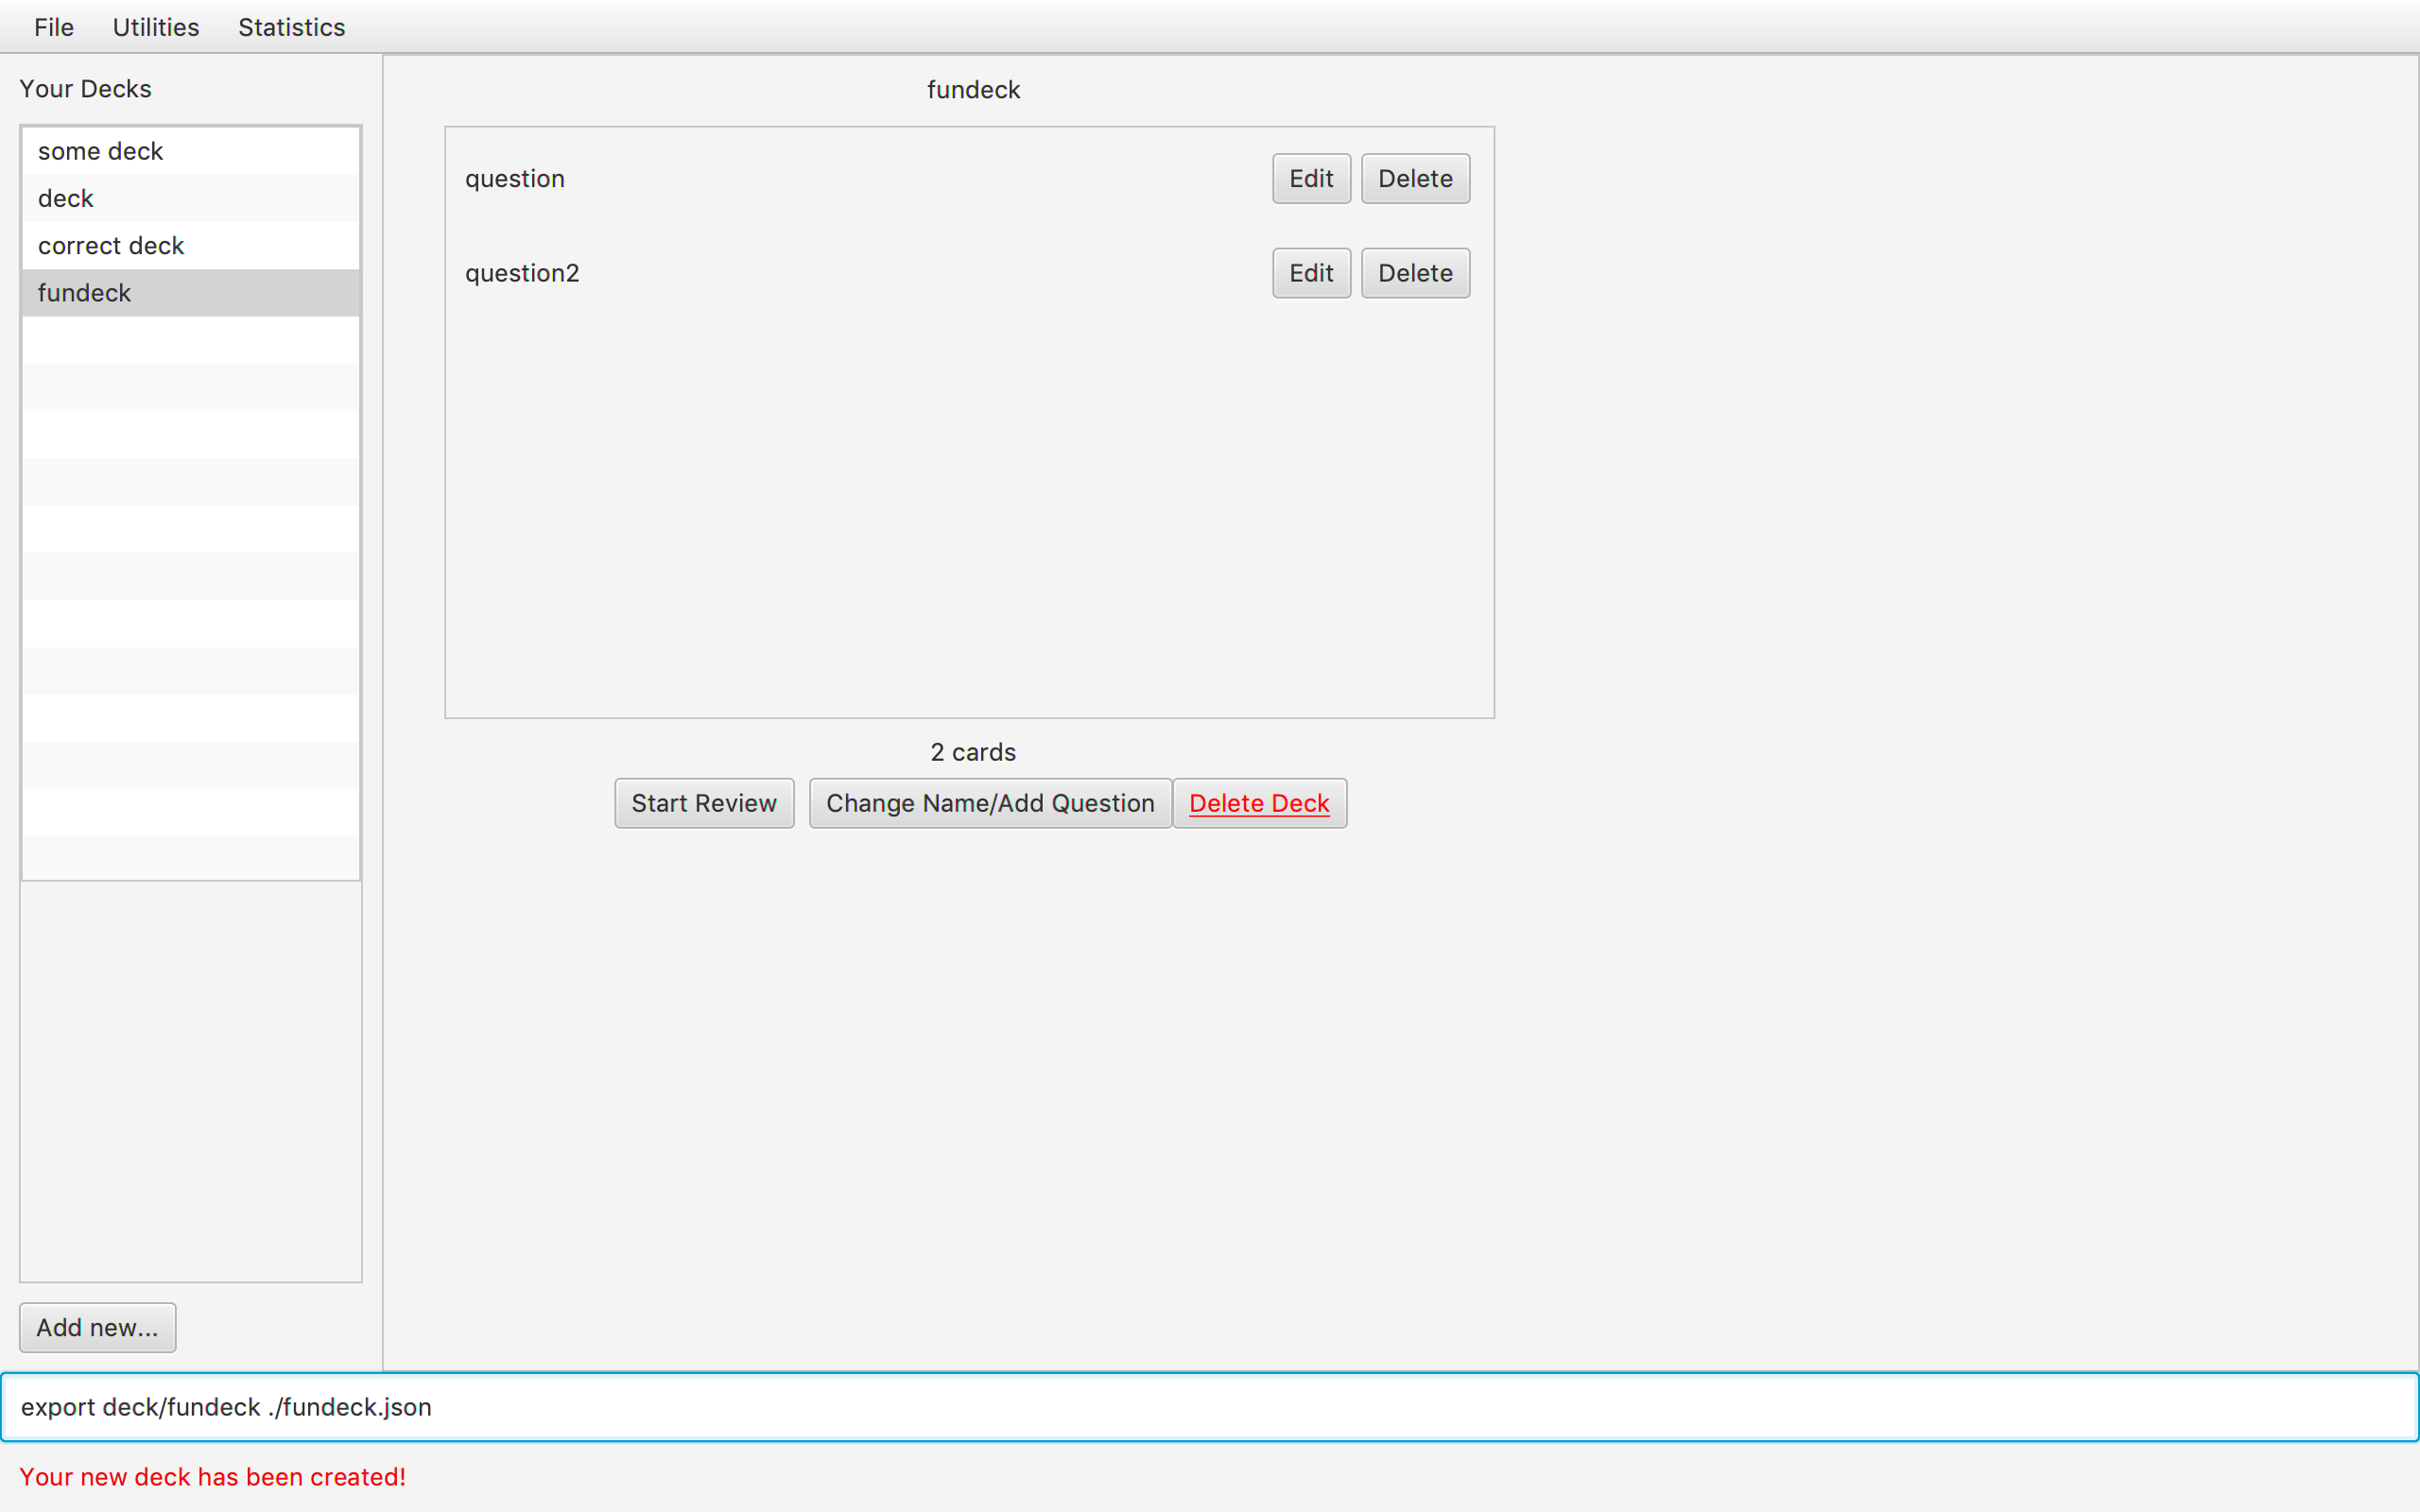 File Utilities Statistics
Your Decks
some deck
deck
correct deck
fundeck
Add new...
fundeck
question Edit Delete
question2 Edit Delete
2 cards
Start Review Change Name/Add Question Delete Deck
export deck/fundeck ./fundeck.json
Your new deck has been created!